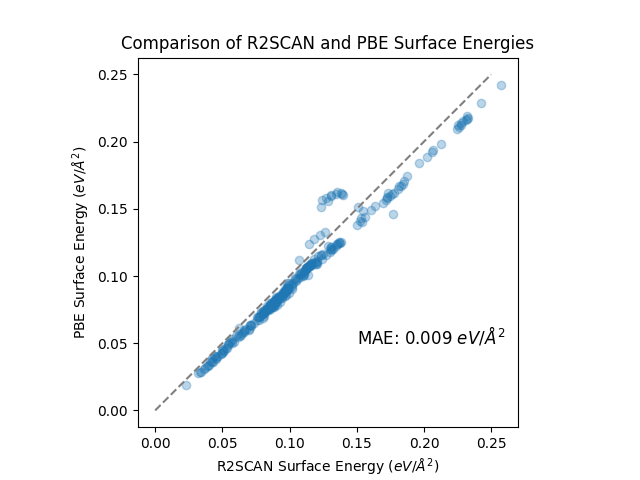 Comparison of R2SCAN and PBE Surface Energies
0.25
0.20
0.15
0.10
0.05
0.00
PBE Surface Energy (eV/Å²)
MAE: 0.009 eV/Å²
0.00 0.05 0.10 0.15 0.20 0.25
R2SCAN Surface Energy (eV/Å²)